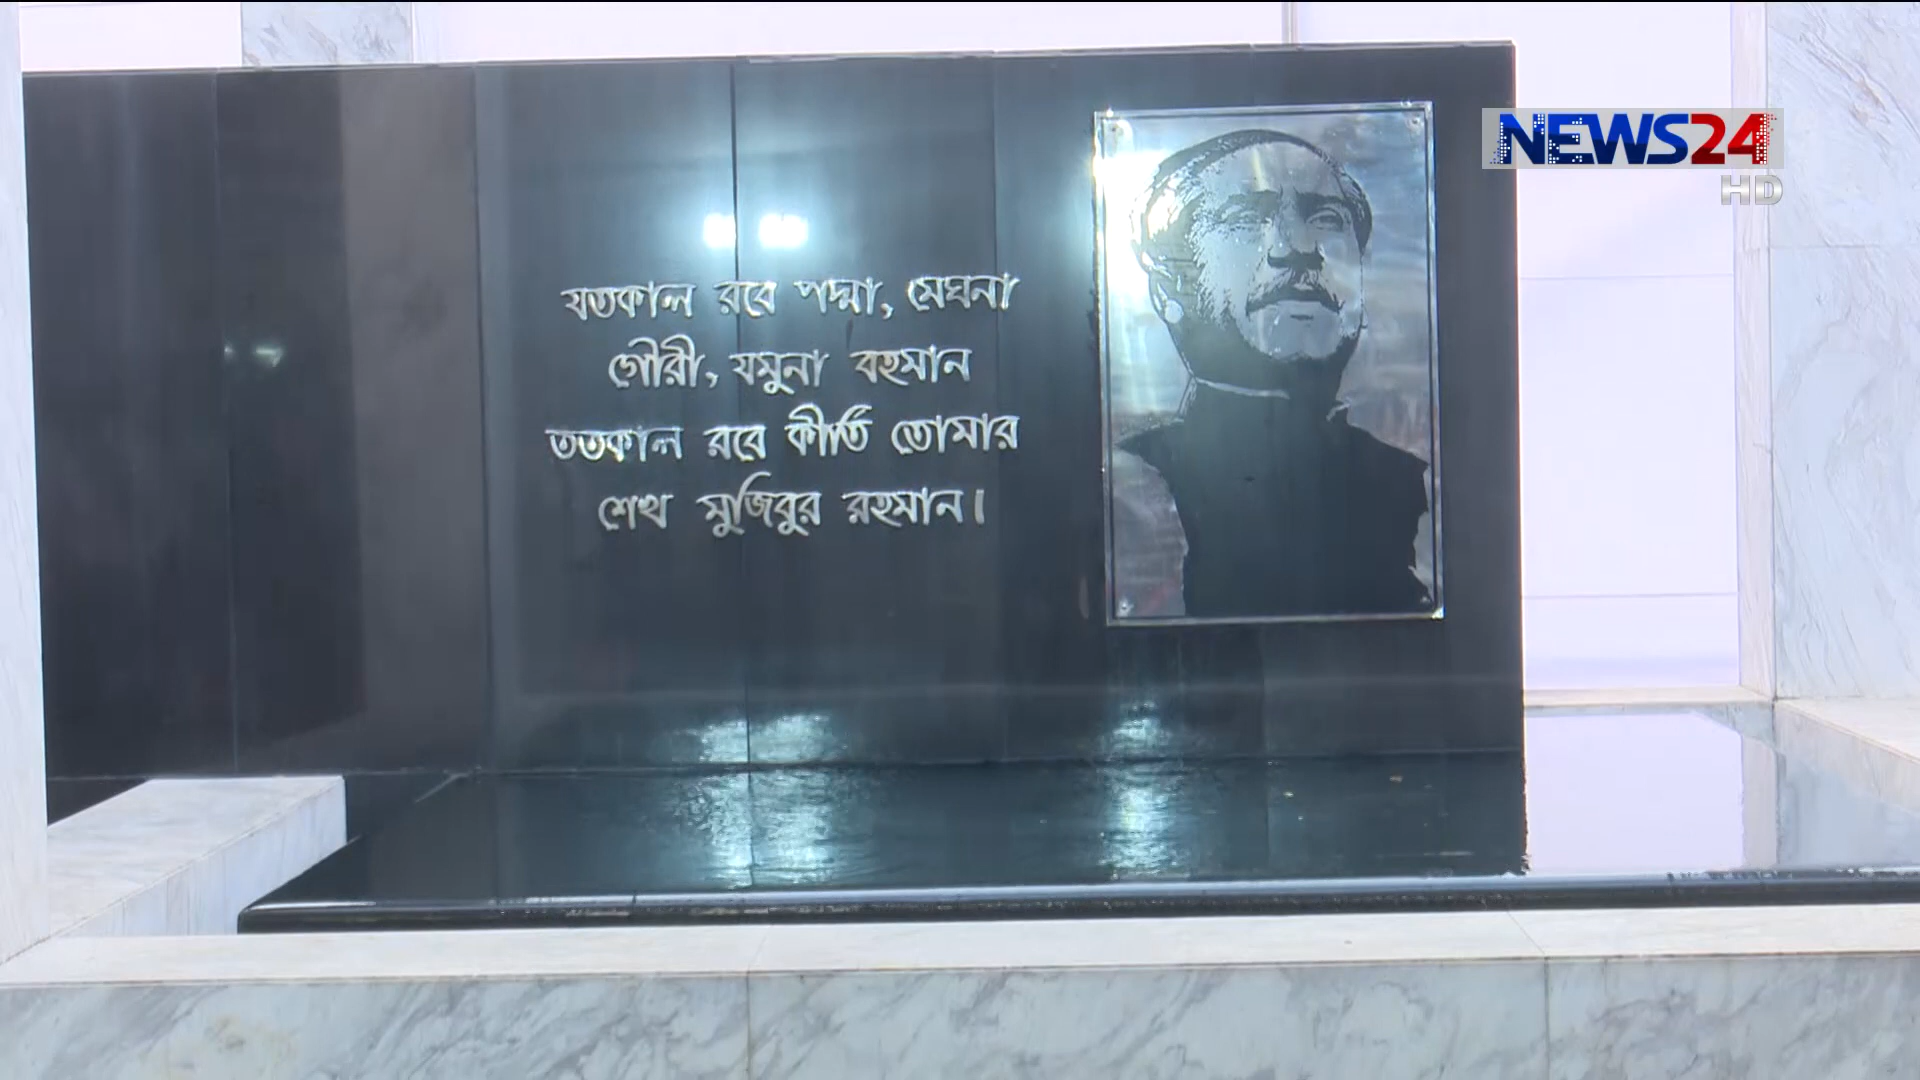 NEWS24
HD
যতকাল রবে পদ্মা, মেঘনা
গৌরী, যমুনা বহমান
ততকাল রবে কীর্তি তোমার
শেখ মুজিবুর রহমান।